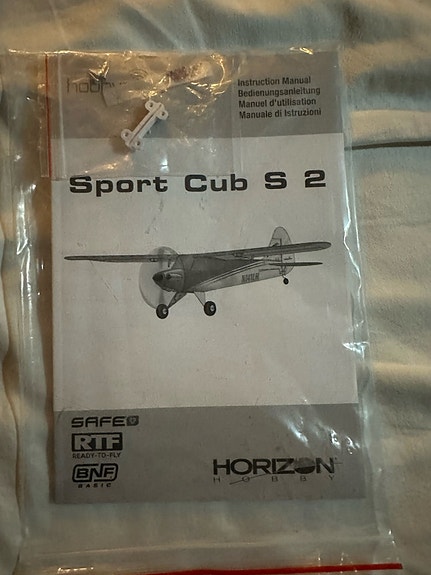 hobby
Instruction Manual
Bedienungsanleitung
Manuel d'utilisation
Manuale di Istruzioni
Sport Cub S 2
SAFE
RTF
READY-TO-FLY
BNF
BASIC
HORIZON
HOBBY